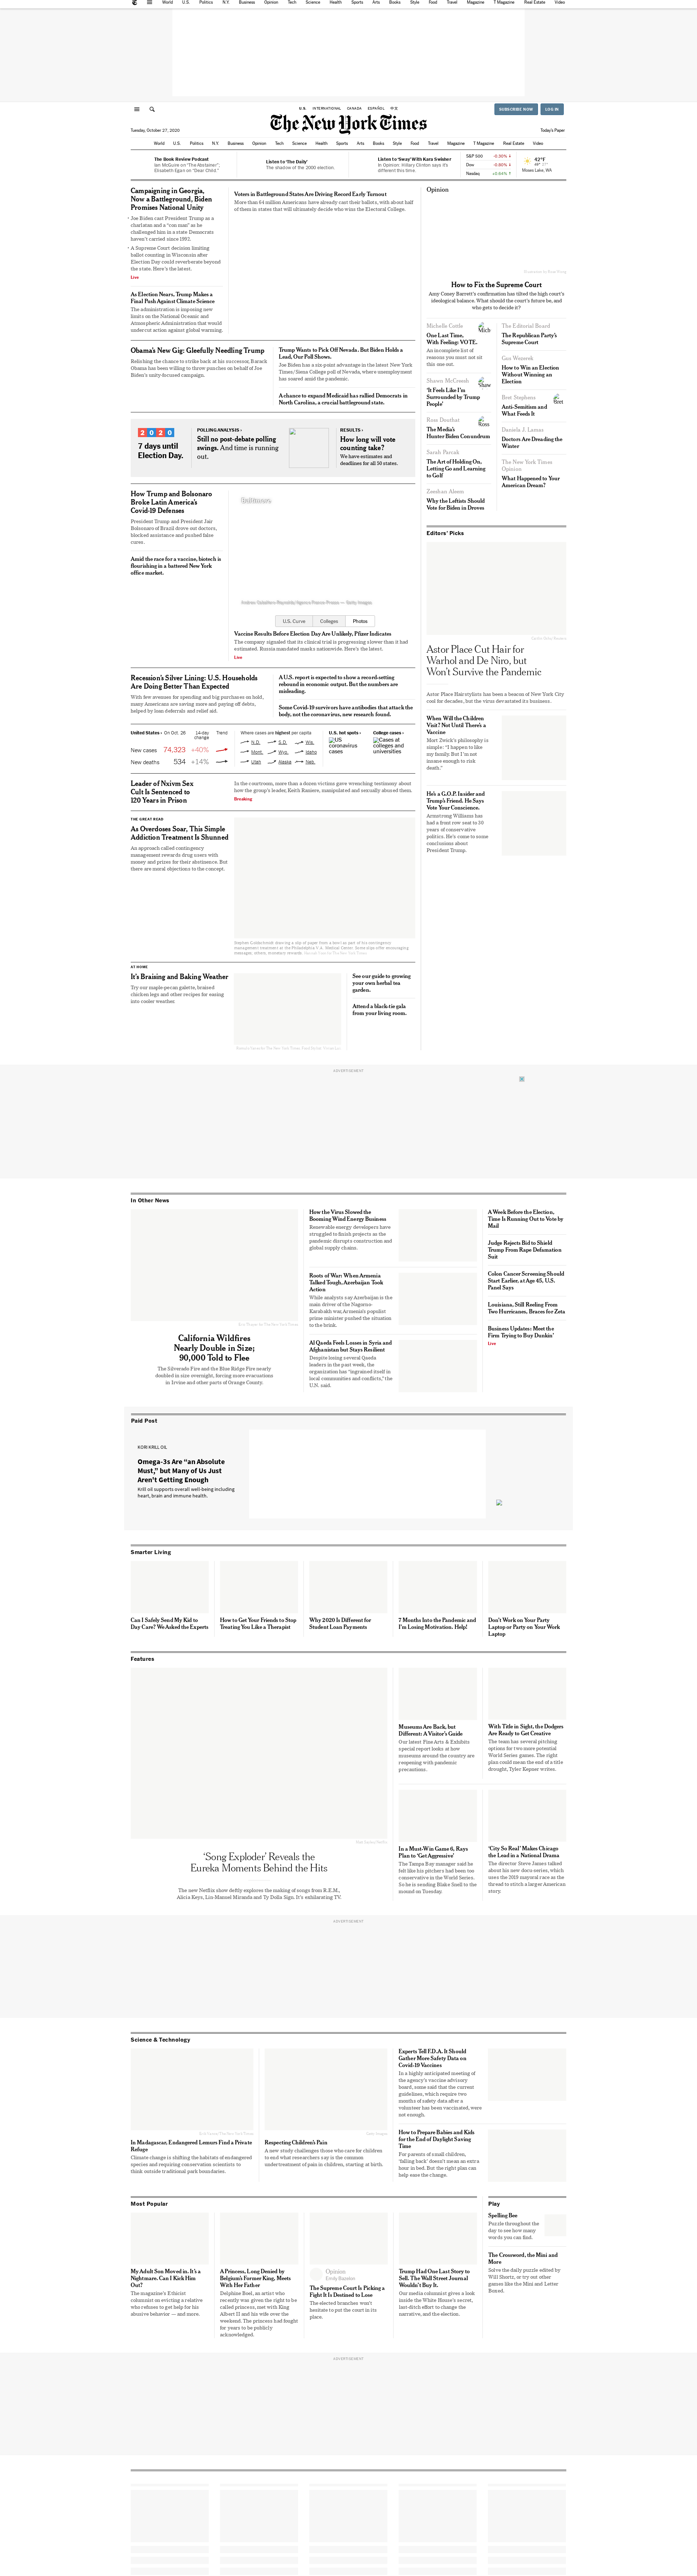 World U.S. Politics N.Y. Business Opinion Tech Science Health Sports Arts Books Style Food Travel Magazine T Magazine Real Estate Video
U.S. INTERNATIONAL CANADA ESPAÑOL 中文
SUBSCRIBE NOW LOG IN
The New York Times
Tuesday, October 27, 2020
Today's Paper
World U.S. Politics N.Y. Business Opinion Tech Science Health Sports Arts Books Style Food Travel Magazine T Magazine Real Estate Video
The Book Review Podcast
Ian McGuire on "The Abstainer";
Elisabeth Egan on "Dear Child."
Listen to 'The Daily'
The shadow of the 2000 election.
Listen to 'Sway' With Kara Swisher
In Opinion: Hillary Clinton says it's
different this time.
S&P 500 -0.30% ↓
Dow -0.80% ↓
Nasdaq +0.64% ↑
42°F
Moses Lake, WA
Campaigning in Georgia,
Now a Battleground, Biden
Promises National Unity
• Joe Biden cast President Trump as a
charlatan and a "con man" as he
challenged him in a state Democrats
haven't carried since 1992.
• A Supreme Court decision limiting
ballot counting in Wisconsin after
Election Day could reverberate beyond
the state. Here's the latest.
Live
As Election Nears, Trump Makes a
Final Push Against Climate Science
The administration is imposing new
limits on the National Oceanic and
Atmospheric Administration that would
undercut action against global warming.
Voters in Battleground States Are Driving Record Early Turnout
More than 64 million Americans have already cast their ballots, with about half
of them in states that will ultimately decide who wins the Electoral College.
Obama's New Gig: Gleefully Needling Trump
Relishing the chance to strike back at his successor, Barack
Obama has been an unexpectedly puckish presence in Joe
Biden's unity-focused campaign.
Trump Wants to Pick Off Nevada. But Biden Holds a
Lead, Our Poll Shows.
Joe Biden has a six-point advantage in the latest New York
Times/Siena College poll of Nevada, where unemployment
has soared amid the pandemic.
A chance to expand Medicaid has rallied Democrats in
North Carolina, a crucial battleground state.
2020
7 days until
Election Day.
POLLING ANALYSIS ›
Still no post-debate polling
swings. And time is running
out.
RESULTS ›
How long will vote
counting take?
We have estimates and
deadlines for all 50 states.
How Trump and Bolsonaro
Broke Latin America's
Covid-19 Defenses
President Trump and President Jair
Bolsonaro of Brazil drove out doctors,
blocked assistance and pushed false
cures.
Amid the race for a vaccine, biotech is
flourishing in a battered New York
office market.
Baltimore.
U.S. Curve Colleges Photos
Vaccine Results Before Election Day Are Unlikely, Pfizer Indicates
The company signaled that its clinical trial is progressing slower than it had
estimated. Russia mandates masks nationwide. Here's the latest.
Live
Recession's Silver Lining: U.S. Households
Are Doing Better Than Expected
With few avenues for spending and big purchases on hold,
many Americans are saving more and paying off debts,
helped by loan deferrals and relief aid.
A U.S. report is expected to show a record-setting
rebound in economic output. But the numbers are
misleading.
Some Covid-19 survivors have antibodies that attack the
body, not the coronavirus, new research found.
United States › On Oct. 26 14-day
change Trend
New cases 74,323 +40%
New deaths 534 +14%
Where cases are highest per capita
N.D. S.D. Wis.
Mont. Wyo. Idaho
Utah Alaska Neb.
U.S. hot spots ›
US
coronavirus
cases
College cases ›
Cases at
colleges and
universities
Leader of Nxivm Sex
Cult Is Sentenced to
120 Years in Prison
In the courtroom, more than a dozen victims gave wrenching testimony about
how the group's leader, Keith Raniere, manipulated and sexually abused them.
Breaking
THE GREAT READ
As Overdoses Soar, This Simple
Addiction Treatment Is Shunned
An approach called contingency
management rewards drug users with
money and prizes for their abstinence. But
there are moral objections to the concept.
AT HOME
It's Braising and Baking Weather
Try our maple-pecan galette, braised
chicken legs and other recipes for easing
into cooler weather.
See our guide to growing
your own herbal tea
garden.
Attend a black-tie gala
from your living room.
Opinion
How to Fix the Supreme Court
Amy Coney Barrett's confirmation has tilted the high court's
ideological balance. What should the court's future be, and
who gets to decide it?
Michelle Cottle
One Last Time,
With Feeling: VOTE.
An incomplete list of
reasons you must not sit
this one out.
Shawn McCreesh
'It Feels Like I'm
Surrounded by Trump
People'
Ross Douthat
The Media's
Hunter Biden Conundrum
Sarah Parcak
The Art of Holding On,
Letting Go and Learning
to Golf
Zeeshan Aleem
Why the Leftists Should
Vote for Biden in Droves
The Editorial Board
The Republican Party's
Supreme Court
Gus Wezerek
How to Win an Election
Without Winning an
Election
Bret Stephens
Anti-Semitism and
What Feeds It
Daniela J. Lamas
Doctors Are Dreading the
Winter
The New York Times
Opinion
What Happened to Your
American Dream?
Editors' Picks
Astor Place Cut Hair for
Warhol and De Niro, but
Won't Survive the Pandemic
Astor Place Hairstylists has been a beacon of New York City
cool for decades, but the virus devastated its business.
When Will the Children
Visit? Not Until There's a
Vaccine
Mort Zwick's philosophy is
simple: "I happen to like
my family. But I'm not
insane enough to risk
death."
He's a G.O.P. Insider and
Trump's Friend. He Says
Vote Your Conscience.
Armstrong Williams has
had a front row seat to 50
years of conservative
politics. He's come to some
conclusions about
President Trump.
ADVERTISEMENT
In Other News
California Wildfires
Nearly Double in Size;
90,000 Told to Flee
The Silverado Fire and the Blue Ridge Fire nearly
doubled in size overnight, forcing more evacuations
in Irvine and other parts of Orange County.
How the Virus Slowed the
Booming Wind Energy Business
Renewable energy developers have
struggled to finish projects as the
pandemic disrupts construction and
global supply chains.
Roots of War: When Armenia
Talked Tough, Azerbaijan Took
Action
While analysts say Azerbaijan is the
main driver of the Nagorno-
Karabakh war, Armenia's populist
prime minister pushed the situation
to the brink.
Al Qaeda Feels Losses in Syria and
Afghanistan but Stays Resilient
Despite losing several Qaeda
leaders in the past week, the
organization has "ingrained itself in
local communities and conflicts," the
U.N. said.
A Week Before the Election,
Time Is Running Out to Vote by
Mail
Judge Rejects Bid to Shield
Trump From Rape Defamation
Suit
Colon Cancer Screening Should
Start Earlier, at Age 45, U.S.
Panel Says
Louisiana, Still Reeling From
Two Hurricanes, Braces for Zeta
Business Updates: Meet the
Firm Trying to Buy Dunkin'
Live
Paid Post
KORI KRILL OIL
Omega-3s Are "an Absolute
Must," but Many of Us Just
Aren't Getting Enough
Krill oil supports overall well-being including
heart, brain and immune health.
Smarter Living
Can I Safely Send My Kid to
Day Care? We Asked the Experts
How to Get Your Friends to Stop
Treating You Like a Therapist
Why 2020 Is Different for
Student Loan Payments
7 Months Into the Pandemic and
I'm Losing Motivation. Help!
Don't Work on Your Party
Laptop or Party on Your Work
Laptop
Features
'Song Exploder' Reveals the
Eureka Moments Behind the Hits
The new Netflix show deftly explores the making of songs from R.E.M.,
Alicia Keys, Lin-Manuel Miranda and Ty Dolla $ign. It's exhilarating TV.
Museums Are Back, but
Different: A Visitor's Guide
Our latest Fine Arts & Exhibits
special report looks at how
museums around the country are
reopening with pandemic
precautions.
With Title in Sight, the Dodgers
Are Ready to Get Creative
The team has several pitching
options for two more potential
World Series games. The right
plan could mean the end of a title
drought, Tyler Kepner writes.
In a Must-Win Game 6, Rays
Plan to 'Get Aggressive'
The Tampa Bay manager said he
felt like his pitchers had been too
conservative in the World Series.
So he is sending Blake Snell to the
mound on Tuesday.
'City So Real' Makes Chicago
the Lead in a National Drama
The director Steve James talked
about his new docu-series, which
uses the 2019 mayoral race as the
thread to stitch a larger American
story.
ADVERTISEMENT
Science & Technology
In Madagascar, Endangered Lemurs Find a Private
Refuge
Climate change is shifting the habitats of endangered
species and requiring conservation scientists to
think outside traditional park boundaries.
Respecting Children's Pain
A new study challenges those who care for children
to end what researchers say is the common
undertreatment of pain in children, starting at birth.
Experts Tell F.D.A. It Should
Gather More Safety Data on
Covid-19 Vaccines
In a highly anticipated meeting of
the agency's vaccine advisory
board, some said that the current
guidelines, which require two
months of safety data after a
volunteer has been vaccinated, were
not enough.
How to Prepare Babies and Kids
for the End of Daylight Saving
Time
For parents of small children,
'falling back' doesn't mean an extra
hour in bed. But the right plan can
help ease the change.
Most Popular
My Adult Son Moved in. It's a
Nightmare. Can I Kick Him
Out?
The magazine's Ethicist
columnist on evicting a relative
who refuses to get help for his
abusive behavior — and more.
A Princess, Long Denied by
Belgium's Former King, Meets
With Her Father
Delphine Boël, an artist who
recently was given the right to be
called princess, met with King
Albert II and his wife over the
weekend. The princess had fought
for years to be publicly
acknowledged.
Opinion
Emily Bazelon
The Supreme Court Is Picking a
Fight It Is Destined to Lose
The elected branches won't
hesitate to put the court in its
place.
Trump Had One Last Story to
Sell. The Wall Street Journal
Wouldn't Buy It.
Our media columnist gives a look
inside the White House's secret,
last-ditch effort to change the
narrative, and the election.
Play
Spelling Bee
Puzzle throughout the
day to see how many
words you can find.
The Crossword, the Mini and
More
Solve the daily puzzle edited by
Will Shortz, or try our other
games like the Mini and Letter
Boxed.
ADVERTISEMENT